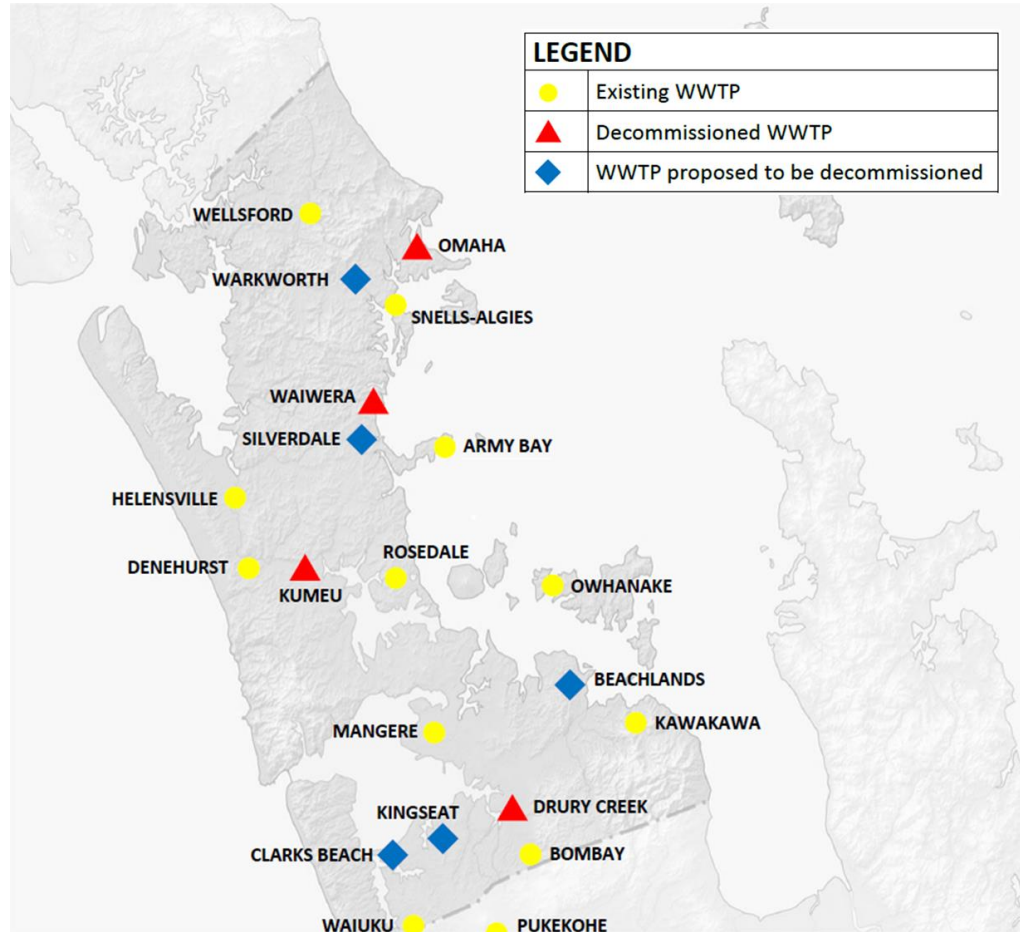 LEGEND
Existing WWTP
Decommissioned WWTP
WWTP proposed to be decommissioned
WELLSFORD
OMAHA
WARKWORTH
SNELLS-ALGIES
WAIWERA
SILVERDALE
ARMY BAY
HELENSVILLE
ROSEDALE
DENEHURST
KUMEU
OWHANAKE
BEACHLANDS
KAWAKAWA
MANGERE
KINGSEAT
DRURY CREEK
CLARKS BEACH
BOMBAY
WAIUKU
PUKEKOHE